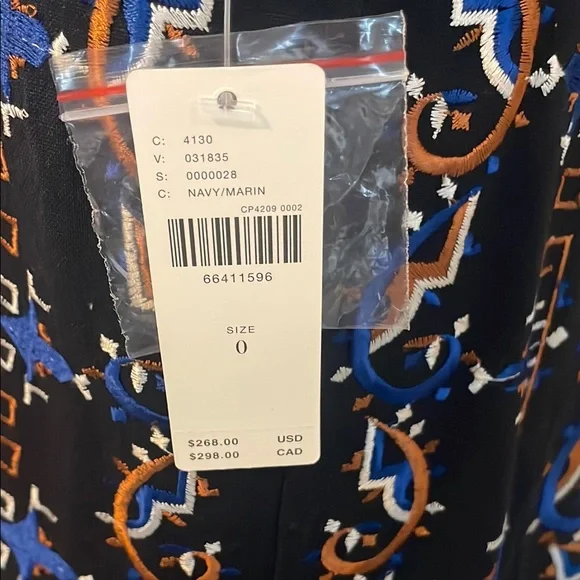 C: 4130
V: 031835
S: 0000028
C: NAVY/MARIN
CP4209 0002
66411596
SIZE
0
$268.00 USD
$298.00 CAD